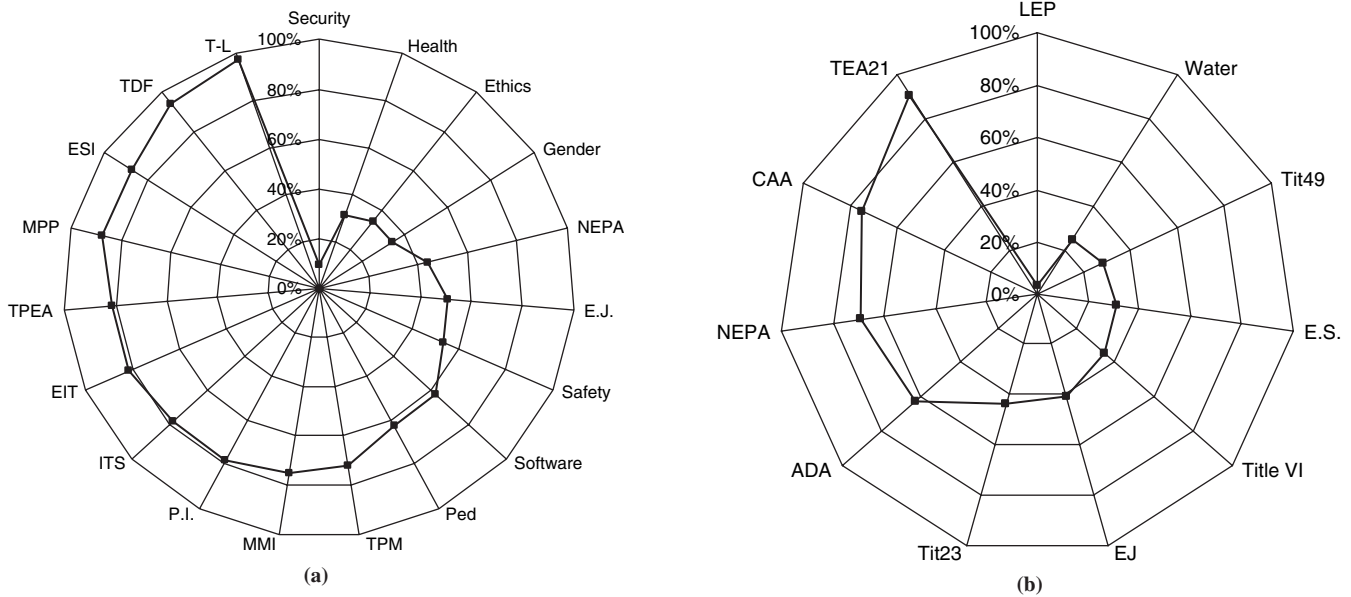 Security
Health
Ethics
Gender
NEPA
E.J.
Safety
Software
Ped
TPM
MMI
P.I.
ITS
EIT
TPEA
MPP
ESI
TDF
T-L
100%
80%
60%
40%
20%
0%
(a)
LEP
Water
Tit49
E.S.
Title VI
EJ
Tit23
ADA
NEPA
CAA
TEA21
100%
80%
60%
40%
20%
0%
(b)